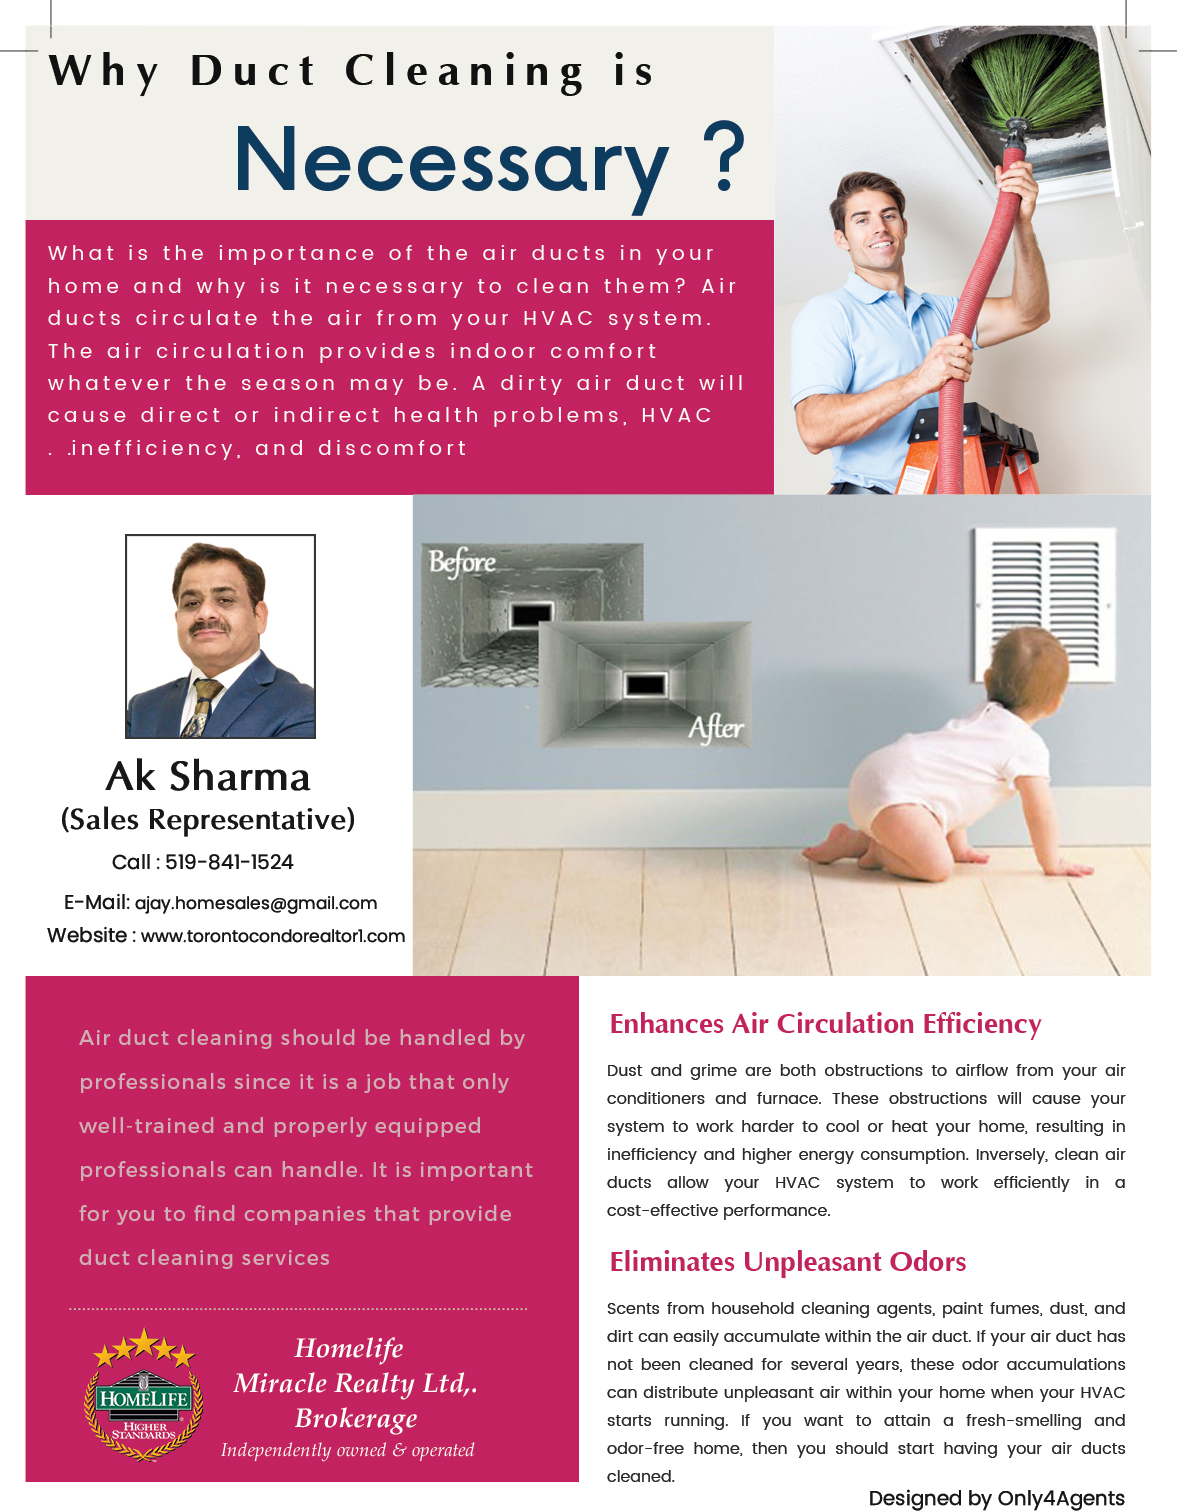 Why Duct Cleaning is
Necessary ?
What is the importance of the air ducts in your
home and why is it necessary to clean them? Air
ducts circulate the air from your HVAC system.
The air circulation provides indoor comfort
whatever the season may be. A dirty air duct will
cause direct or indirect health problems, HVAC
. .inefficiency, and discomfort
Before
After
Ak Sharma
(Sales Representative)
Call : 519-841-1524
E-Mail: ajay.homesales@gmail.com
Website : www.torontocondorealtor1.com
Air duct cleaning should be handled by
professionals since it is a job that only
well-trained and properly equipped
professionals can handle. It is important
for you to find companies that provide
duct cleaning services
HOMELIFE
HIGHER
STANDARDS
Homelife
Miracle Realty Ltd,.
Brokerage
Independently owned & operated
Enhances Air Circulation Efficiency
Dust and grime are both obstructions to airflow from your air
conditioners and furnace. These obstructions will cause your
system to work harder to cool or heat your home, resulting in
inefficiency and higher energy consumption. Inversely, clean air
ducts allow your HVAC system to work efficiently in a
cost-effective performance.
Eliminates Unpleasant Odors
Scents from household cleaning agents, paint fumes, dust, and
dirt can easily accumulate within the air duct. If your air duct has
not been cleaned for several years, these odor accumulations
can distribute unpleasant air within your home when your HVAC
starts running. If you want to attain a fresh-smelling and
odor-free home, then you should start having your air ducts
cleaned.
Designed by Only4Agents